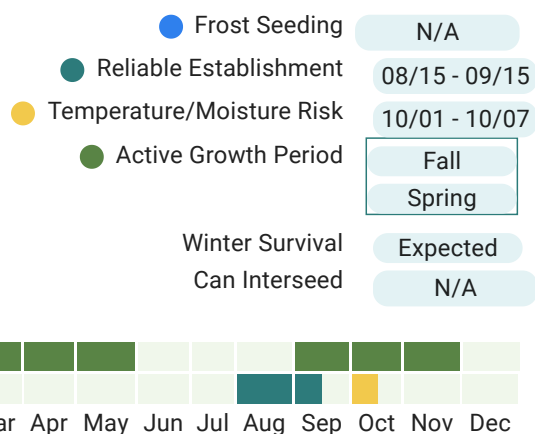 Frost Seeding N/A
Reliable Establishment 08/15 - 09/15
Temperature/Moisture Risk 10/01 - 10/07
Active Growth Period Fall
Spring
Winter Survival Expected
Can Interseed N/A
ar Apr May Jun Jul Aug Sep Oct Nov Dec